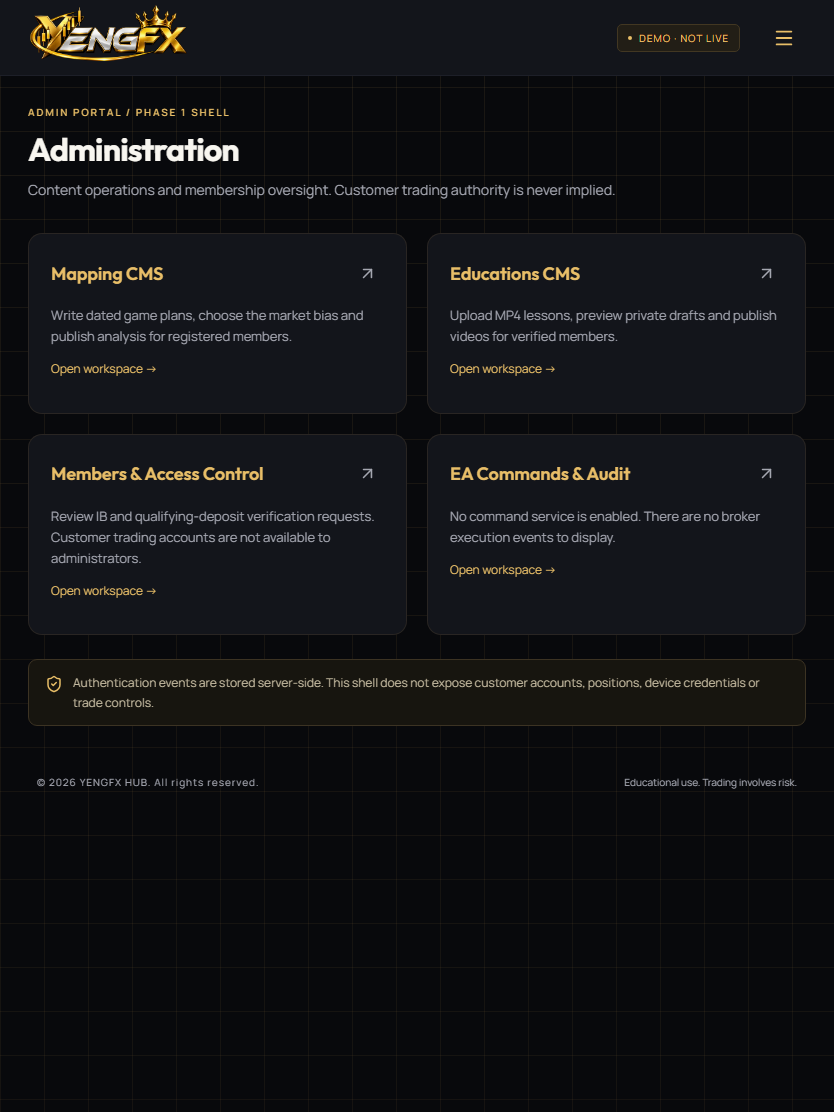 YENGFX
DEMO · NOT LIVE
ADMIN PORTAL / PHASE 1 SHELL
Administration
Content operations and membership oversight. Customer trading authority is never implied.
Mapping CMS
Write dated game plans, choose the market bias and
publish analysis for registered members.
Open workspace →
Educations CMS
Upload MP4 lessons, preview private drafts and publish
videos for verified members.
Open workspace →
Members & Access Control
Review IB and qualifying-deposit verification requests.
Customer trading accounts are not available to
administrators.
Open workspace →
EA Commands & Audit
No command service is enabled. There are no broker
execution events to display.
Open workspace →
Authentication events are stored server-side. This shell does not expose customer accounts, positions, device credentials or
trade controls.
© 2026 YENGFX HUB. All rights reserved.
Educational use. Trading involves risk.